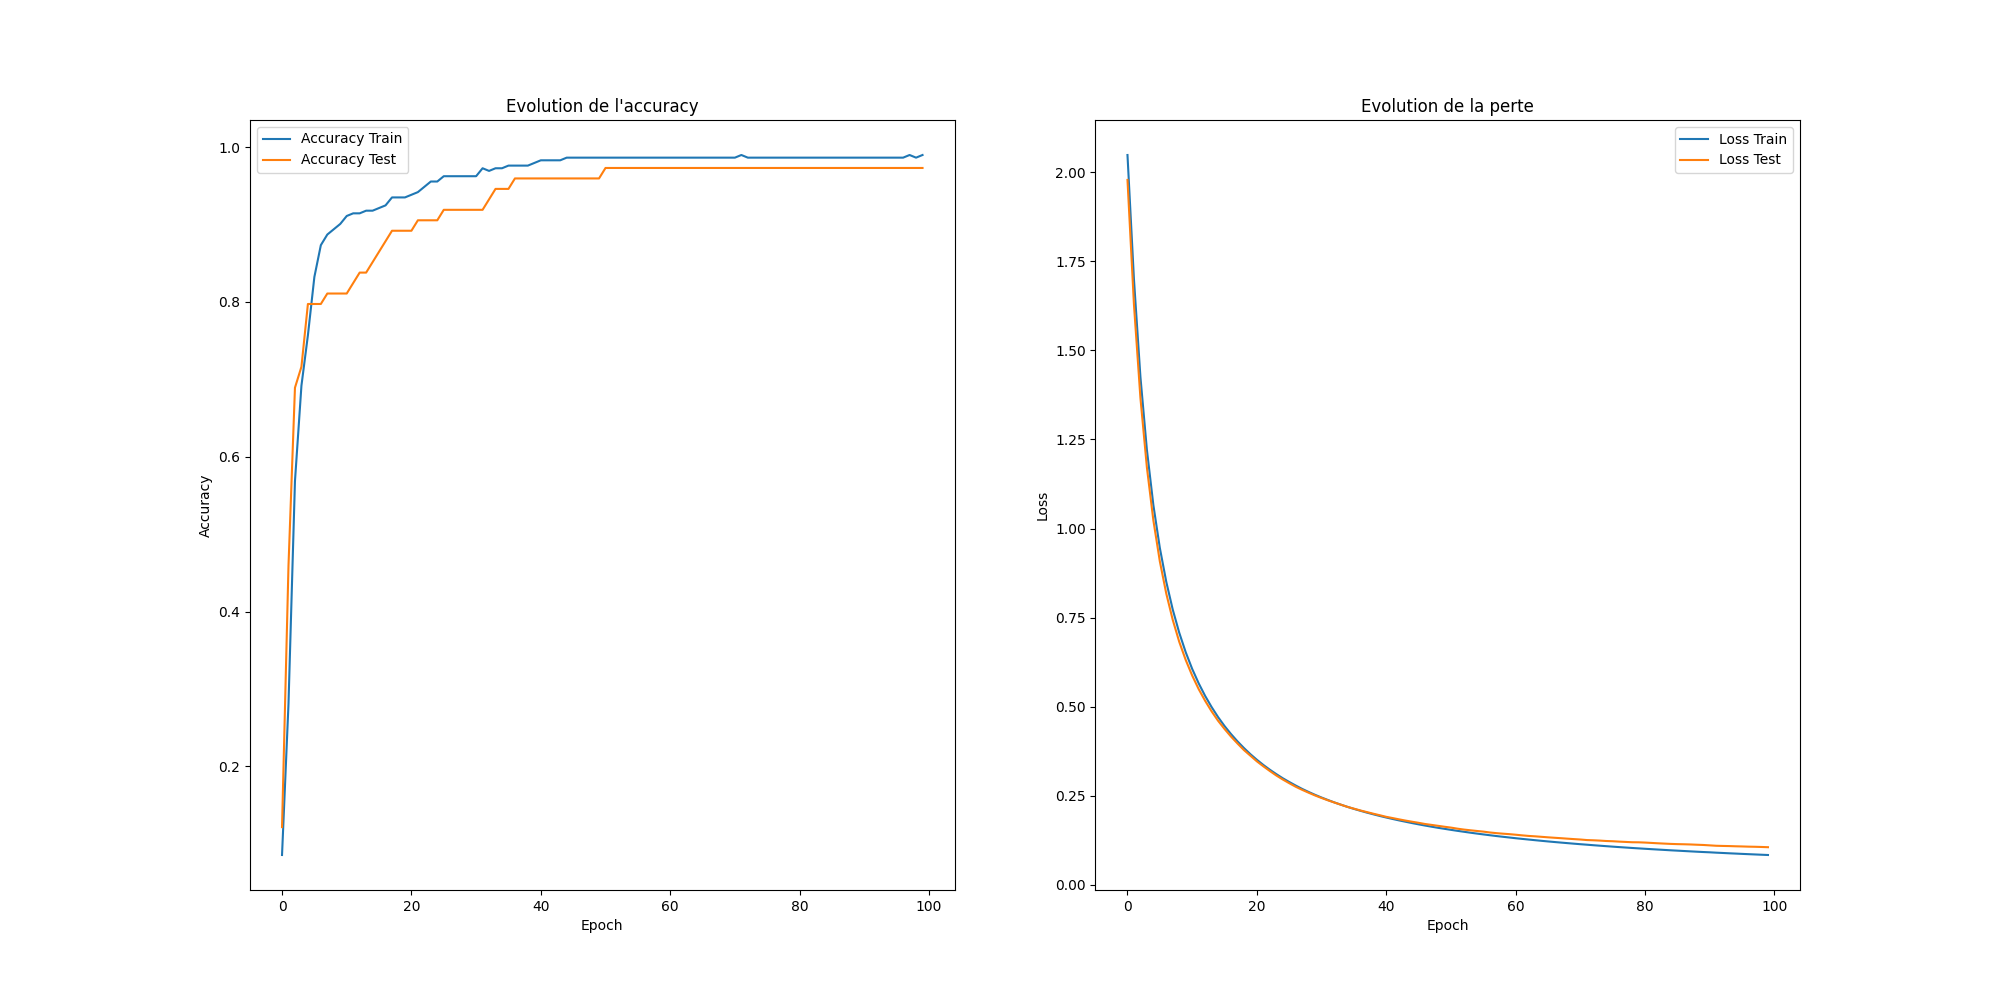 Evolution de l'accuracy
Accuracy Train
Accuracy Test
1.0
0.8
0.6
0.4
0.2
Accuracy
0
20
40
60
80
100
Epoch
Evolution de la perte
Loss Train
Loss Test
2.00
1.75
1.50
1.25
1.00
0.75
0.50
0.25
0.00
Loss
0
20
40
60
80
100
Epoch